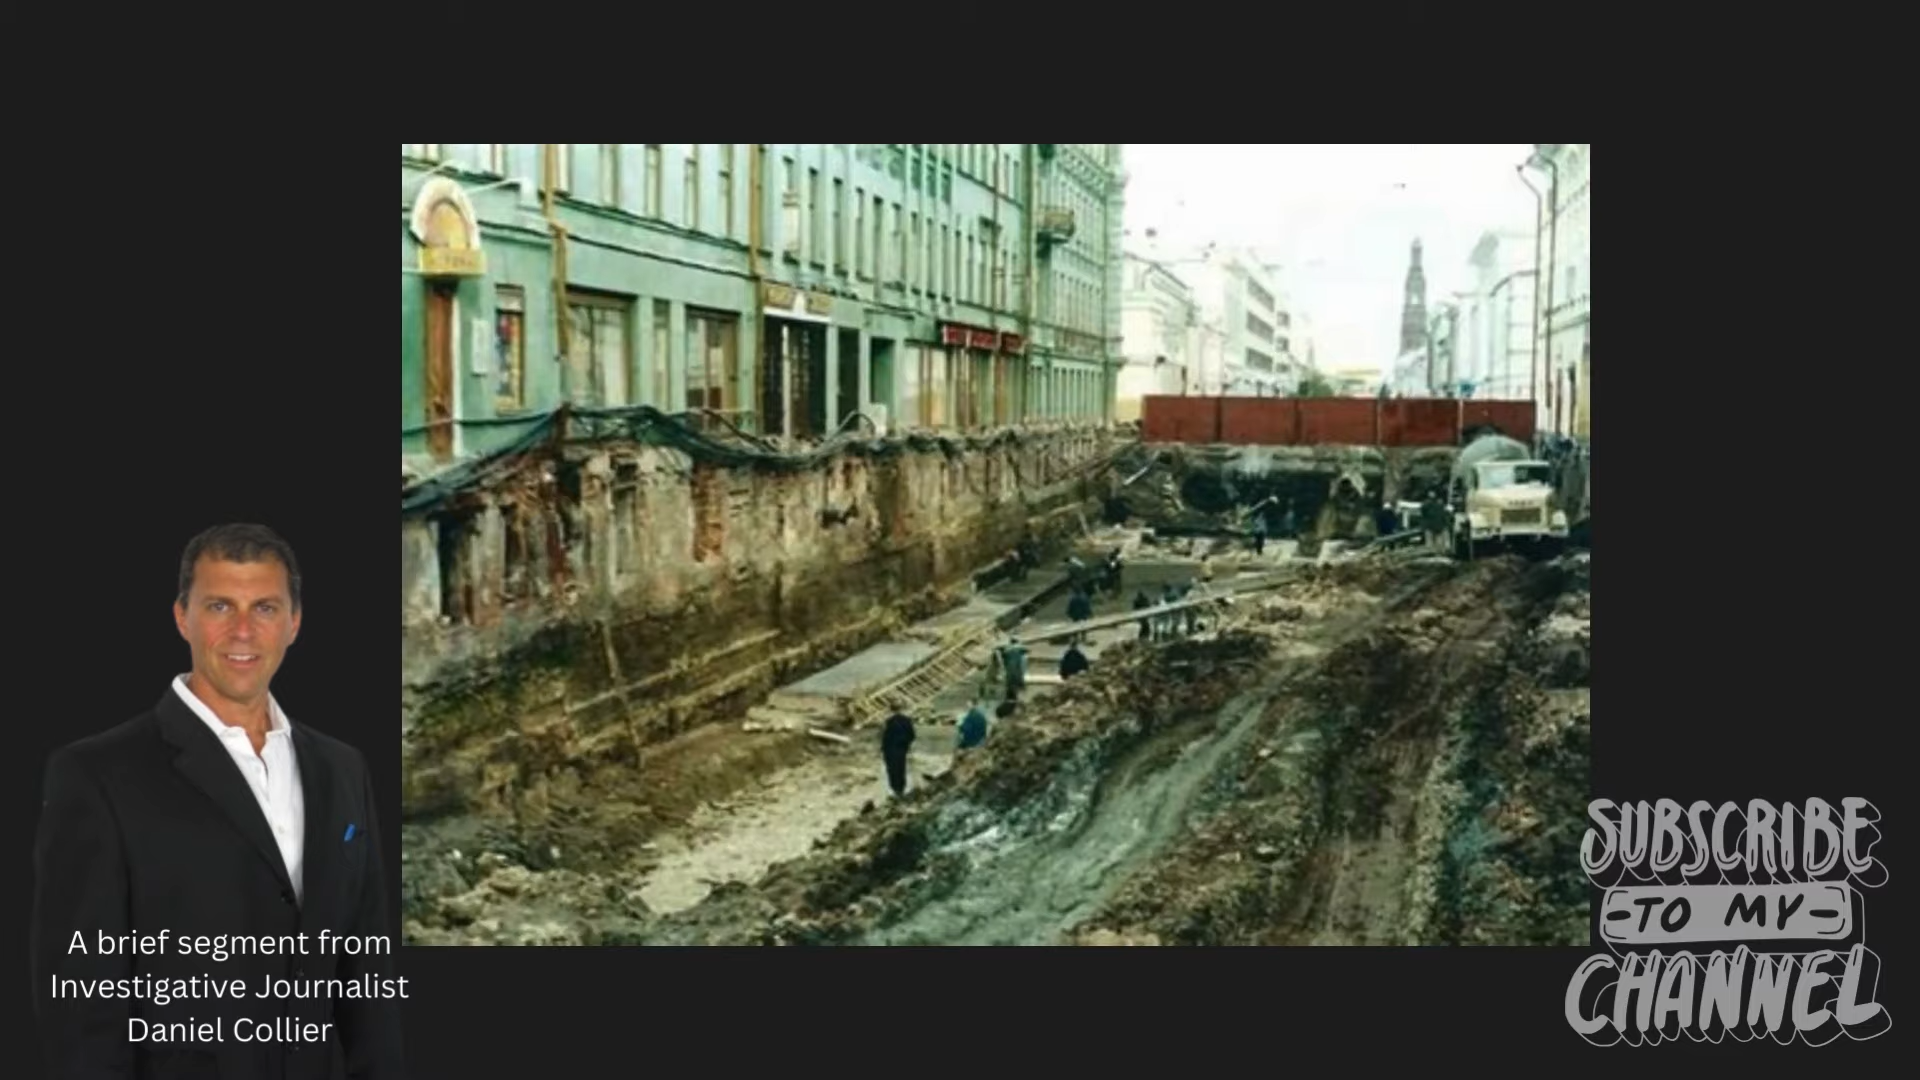 A brief segment from
Investigative Journalist
Daniel Collier
SUBSCRIBE
-TO MY-
CHANNEL